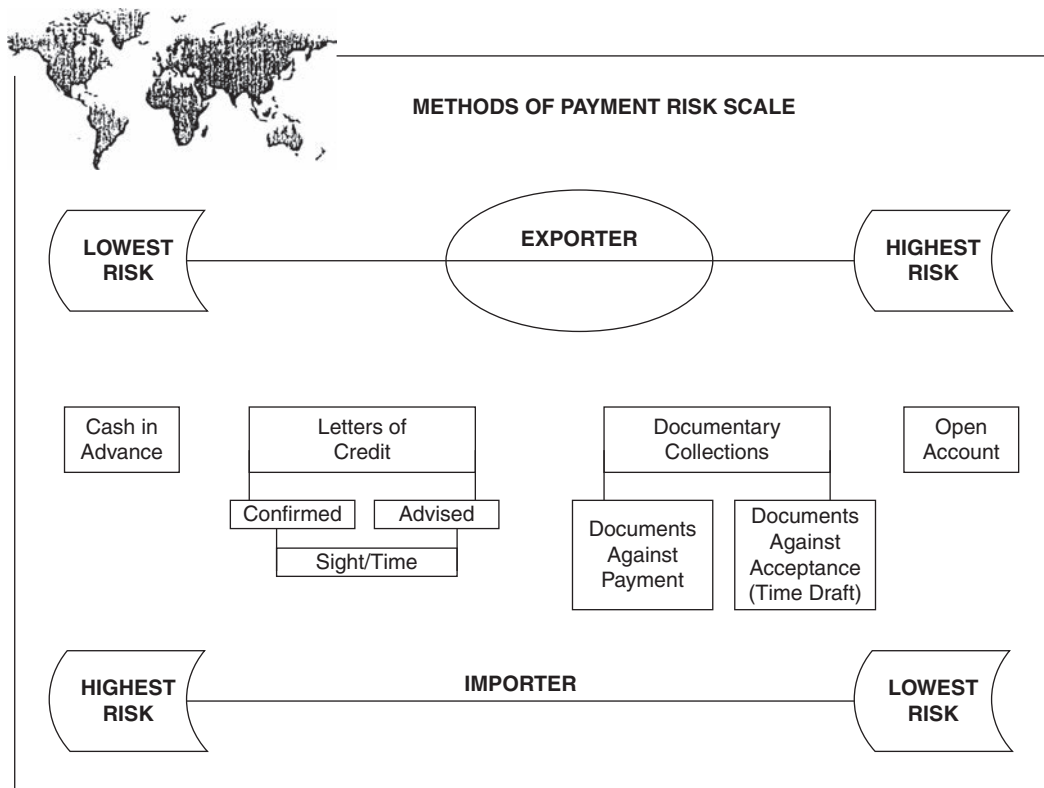 METHODS OF PAYMENT RISK SCALE
LOWEST
RISK
EXPORTER
HIGHEST
RISK
Cash in
Advance
Letters of
Credit
Documentary
Collections
Open
Account
Confirmed
Advised
Sight/Time
Documents
Against
Payment
Documents
Against
Acceptance
(Time Draft)
HIGHEST
RISK
IMPORTER
LOWEST
RISK